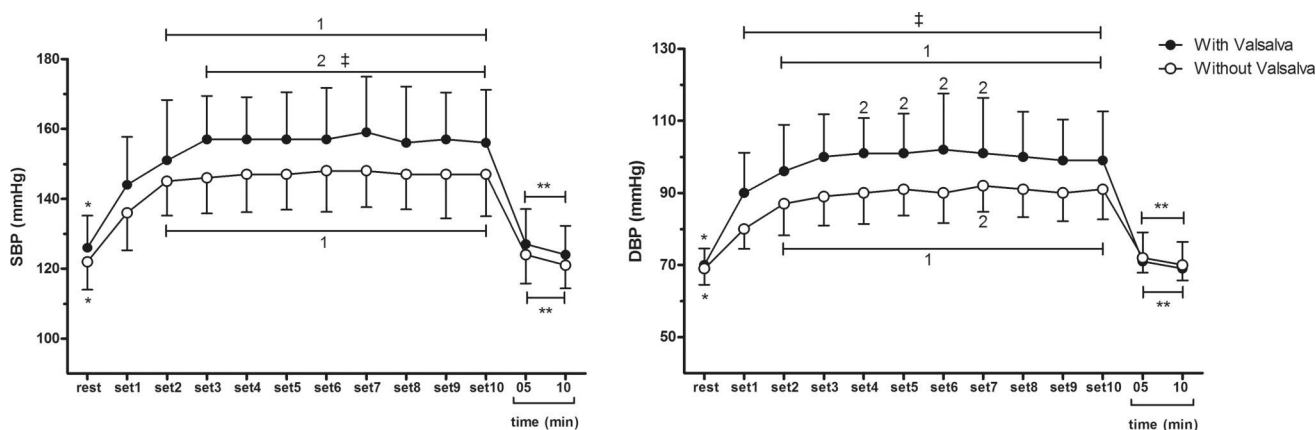 1
2 ‡
180
160
140
120
100
SBP (mmHg)
*
*
1
**
**
rest set1 set2 set3 set4 set5 set6 set7 set8 set9 set10 05 10
time (min)
‡
1
130
110
90
70
50
DBP (mmHg)
2 2 2 2
2
*
*
1
**
**
rest set1 set2 set3 set4 set5 set6 set7 set8 set9 set10 05 10
time (min)
With Valsalva
Without Valsalva